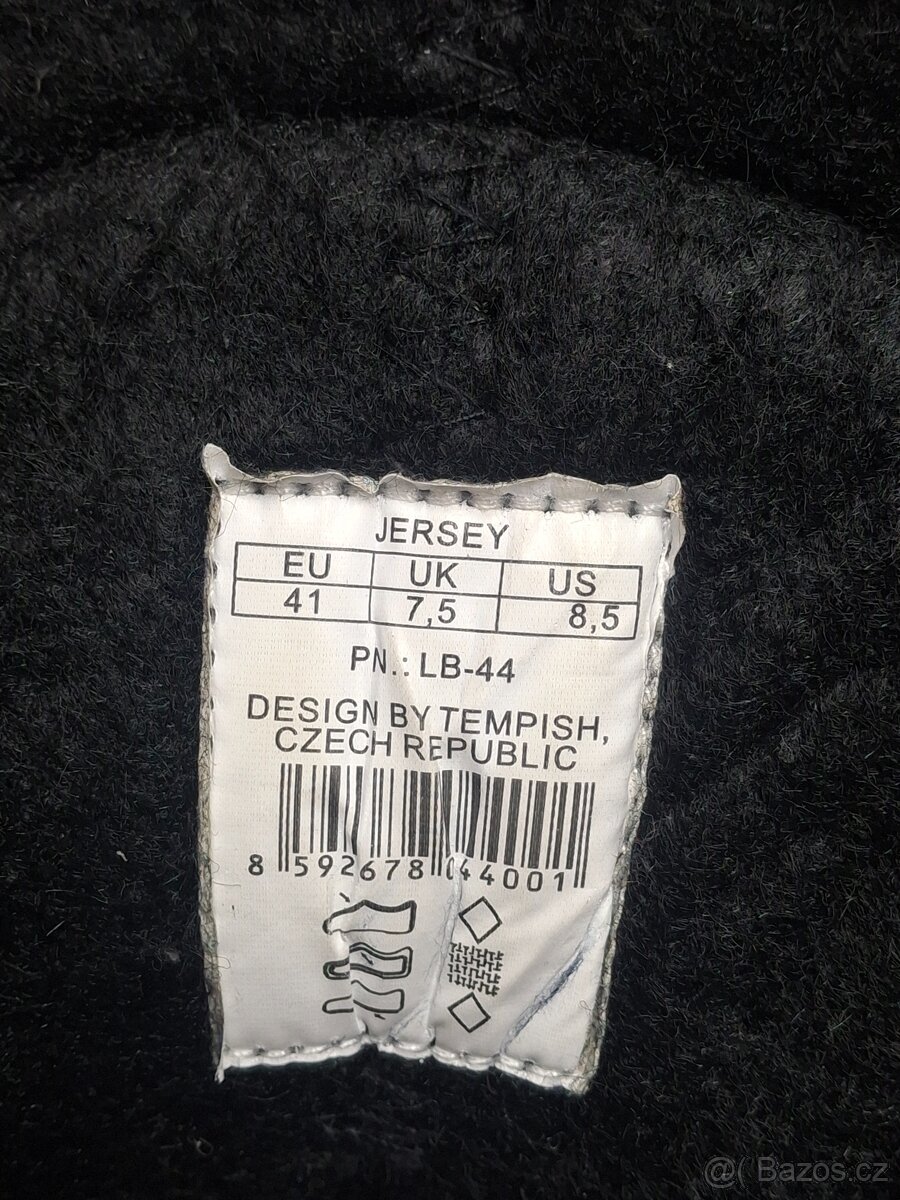 JERSEY
EU UK US
41 7,5 8,5
PN.: LB-44
DESIGN BY TEMPISH,
CZECH REPUBLIC
8 592678 044001
@( Bazos.cz